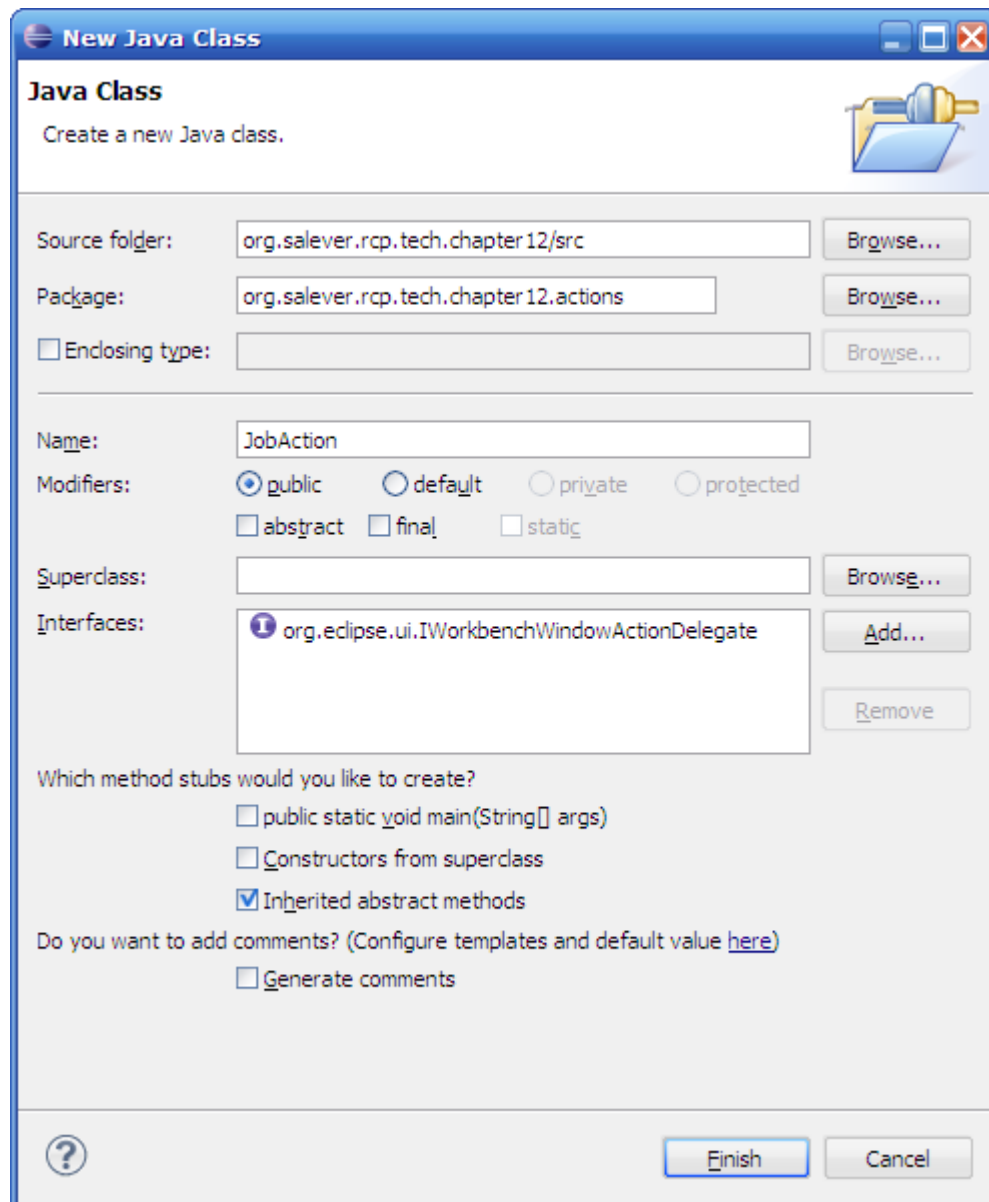 New Java Class
Java Class
Create a new Java class.
Source folder: org.salever.rcp.tech.chapter12/src Browse...
Package: org.salever.rcp.tech.chapter12.actions Browse...
Enclosing type: Browse...
Name: JobAction
Modifiers: public default private protected
abstract final static
Superclass: Browse...
Interfaces: org.eclipse.ui.IWorkbenchWindowActionDelegate Add...
Remove
Which method stubs would you like to create?
public static void main(String[] args)
Constructors from superclass
Inherited abstract methods
Do you want to add comments? (Configure templates and default value here)
Generate comments
? Finish Cancel